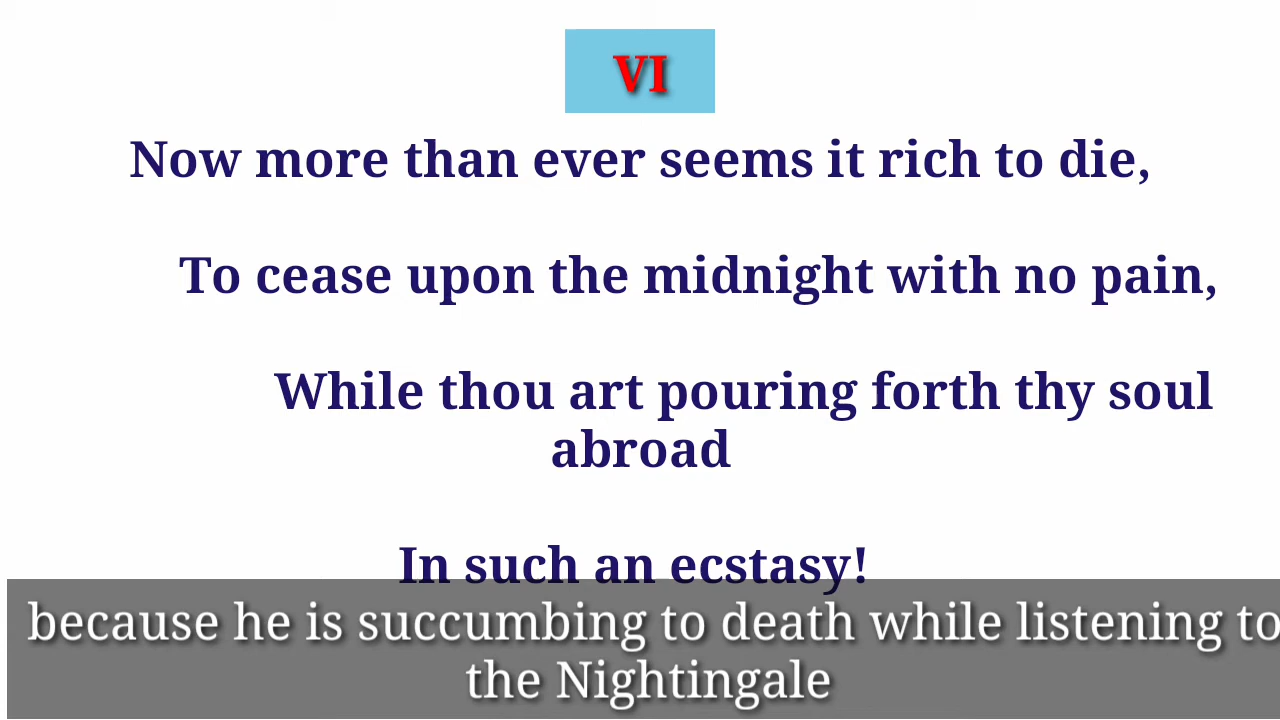 VI
Now more than ever seems it rich to die,
To cease upon the midnight with no pain,
While thou art pouring forth thy soul
abroad
In such an ecstasy!
because he is succumbing to death while listening to
the Nightingale